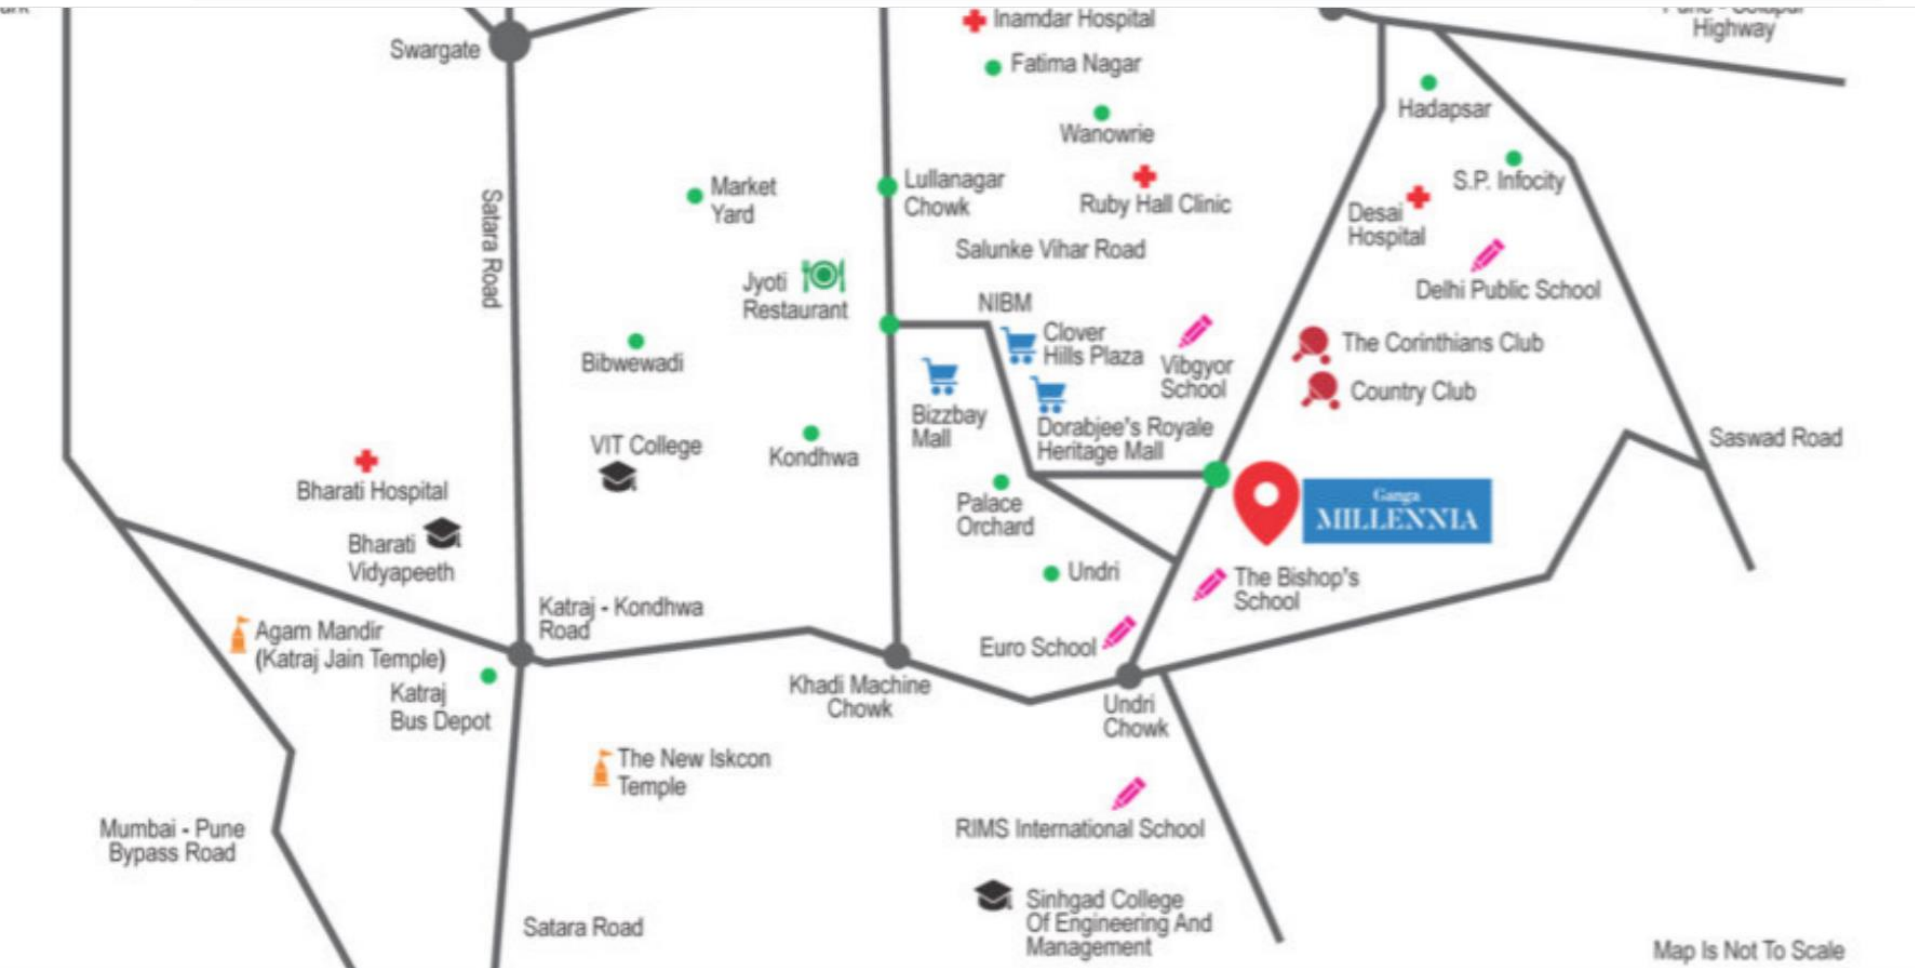 Inamdar Hospital
Highway
Swargate
Fatima Nagar
Hadapsar
Wanowrie
Satara Road
Market
Yard
Lullanagar
Chowk
Ruby Hall Clinic
S.P. Infocity
Desai
Hospital
Salunke Vihar Road
Jyoti
Restaurant
NIBM
Delhi Public School
Clover
Hills Plaza
Vibgyor
School
The Corinthians Club
Bibwewadi
Country Club
Bizzbay
Mall
Dorabjee's Royale
Heritage Mall
Saswad Road
VIT College
Kondhwa
Bharati Hospital
Palace
Orchard
Ganga
MILLENNIA
Bharati
Vidyapeeth
Undri
The Bishop's
School
Katraj - Kondhwa
Road
Agam Mandir
(Katraj Jain Temple)
Euro School
Katraj
Bus Depot
Khadi Machine
Chowk
Undri
Chowk
The New Iskcon
Temple
Mumbai - Pune
Bypass Road
RIMS International School
Sinhgad College
Of Engineering And
Management
Satara Road
Map Is Not To Scale